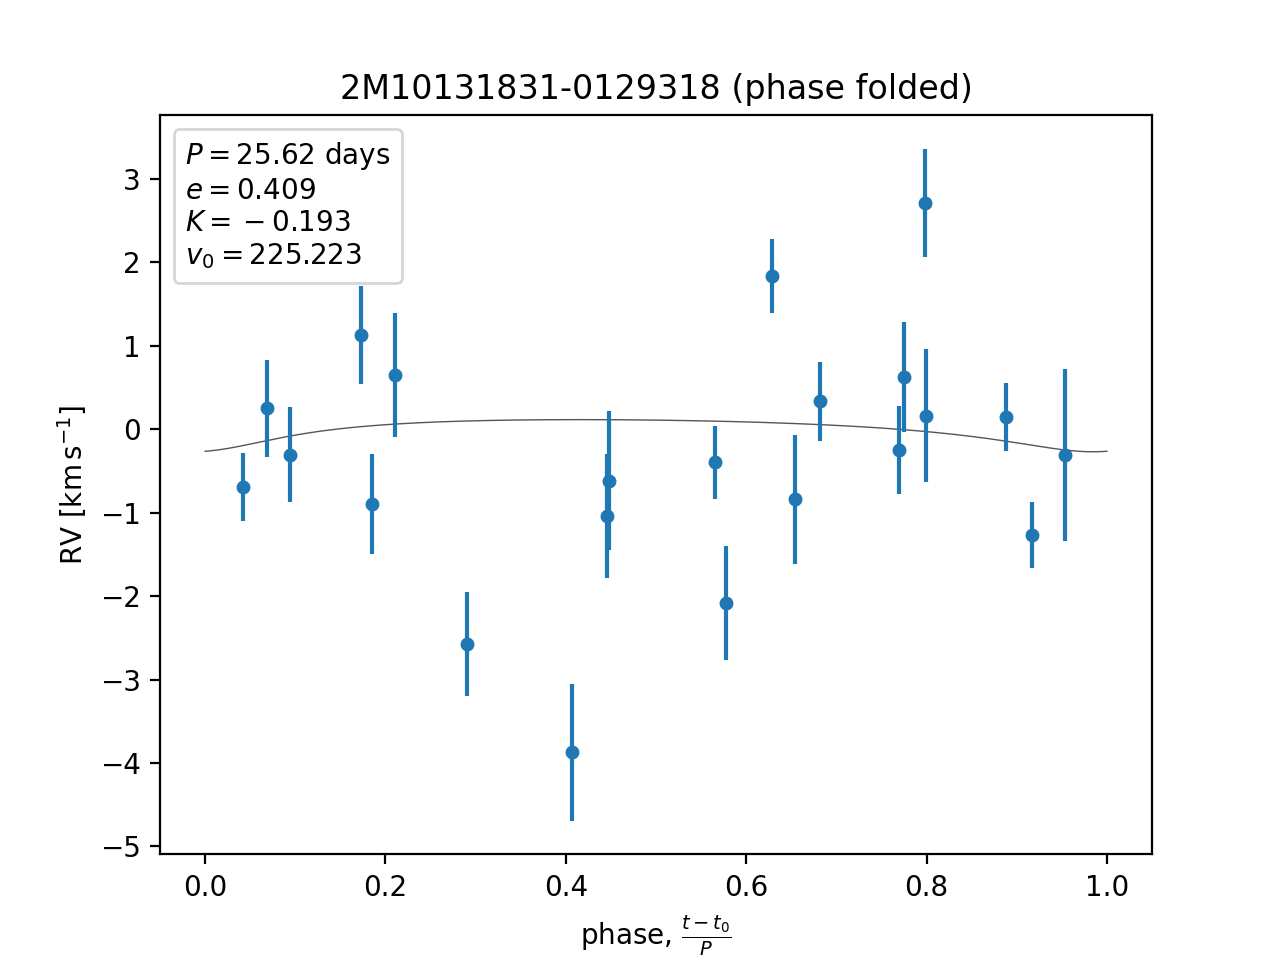 2M10131831-0129318 (phase folded)
P = 25.62 days
e = 0.409
K = −0.193
v₀ = 225.223
3
2
1
0
−1
−2
−3
−4
−5
RV [km s⁻¹]
0.0 0.2 0.4 0.6 0.8 1.0
phase, (t − t₀)/P